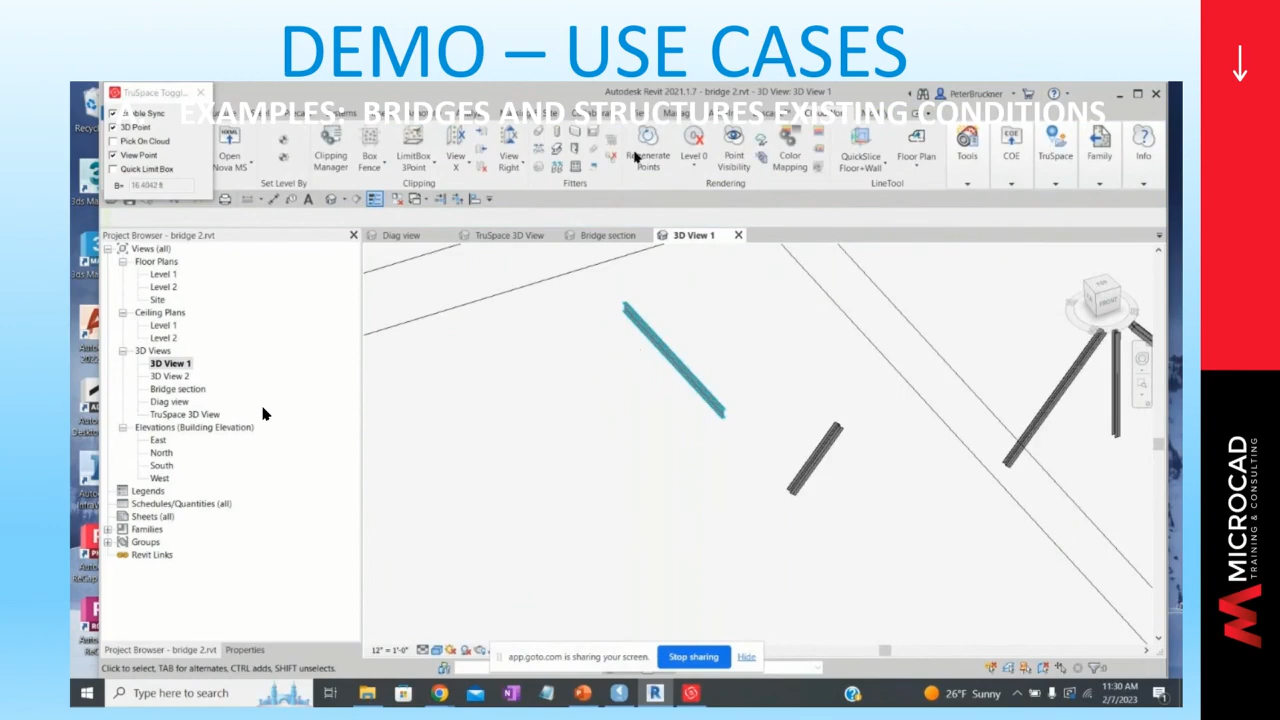 DEMO – USE CASES
EXAMPLES: BRIDGES AND STRUCTURES EXISTING CONDITIONS
TruSpace Toggl...
Autodesk Revit 2021.1.7 - bridge 2.rvt - 3D View: 3D View 1
PeterBruckner
Enable Sync
3D Point
Pick On Cloud
View Point
Quick Limit Box
B= 16.4042 ft
Open Nova MS
Clipping Manager
Box Fence
LimitBox 3Point
View X
View Right
Regenerate Points
Level 0
Point Visibility
Color Mapping
QuickSlice Floor+Wall
Floor Plan
Tools
COE
TruSpace
Family
Info
Set Level By
Clipping
Fitters
Rendering
LineTool
Project Browser - bridge 2.rvt
Diag view
TruSpace 3D View
Bridge section
3D View 1
Views (all)
Floor Plans
Level 1
Level 2
Site
Ceiling Plans
Level 1
Level 2
3D Views
3D View 1
3D View 2
Bridge section
Diag view
TruSpace 3D View
Elevations (Building Elevation)
East
North
South
West
Legends
Schedules/Quantities (all)
Sheets (all)
Families
Groups
Revit Links
FRONT
Project Browser - bridge 2.rvt
Properties
12" = 1'-0"
app.goto.com is sharing your screen.
Stop sharing
Hide
Click to select, TAB for alternates, CTRL adds, SHIFT unselects.
Type here to search
26°F Sunny
11:30 AM
2/7/2023
MICROCAD
TRAINING & CONSULTING